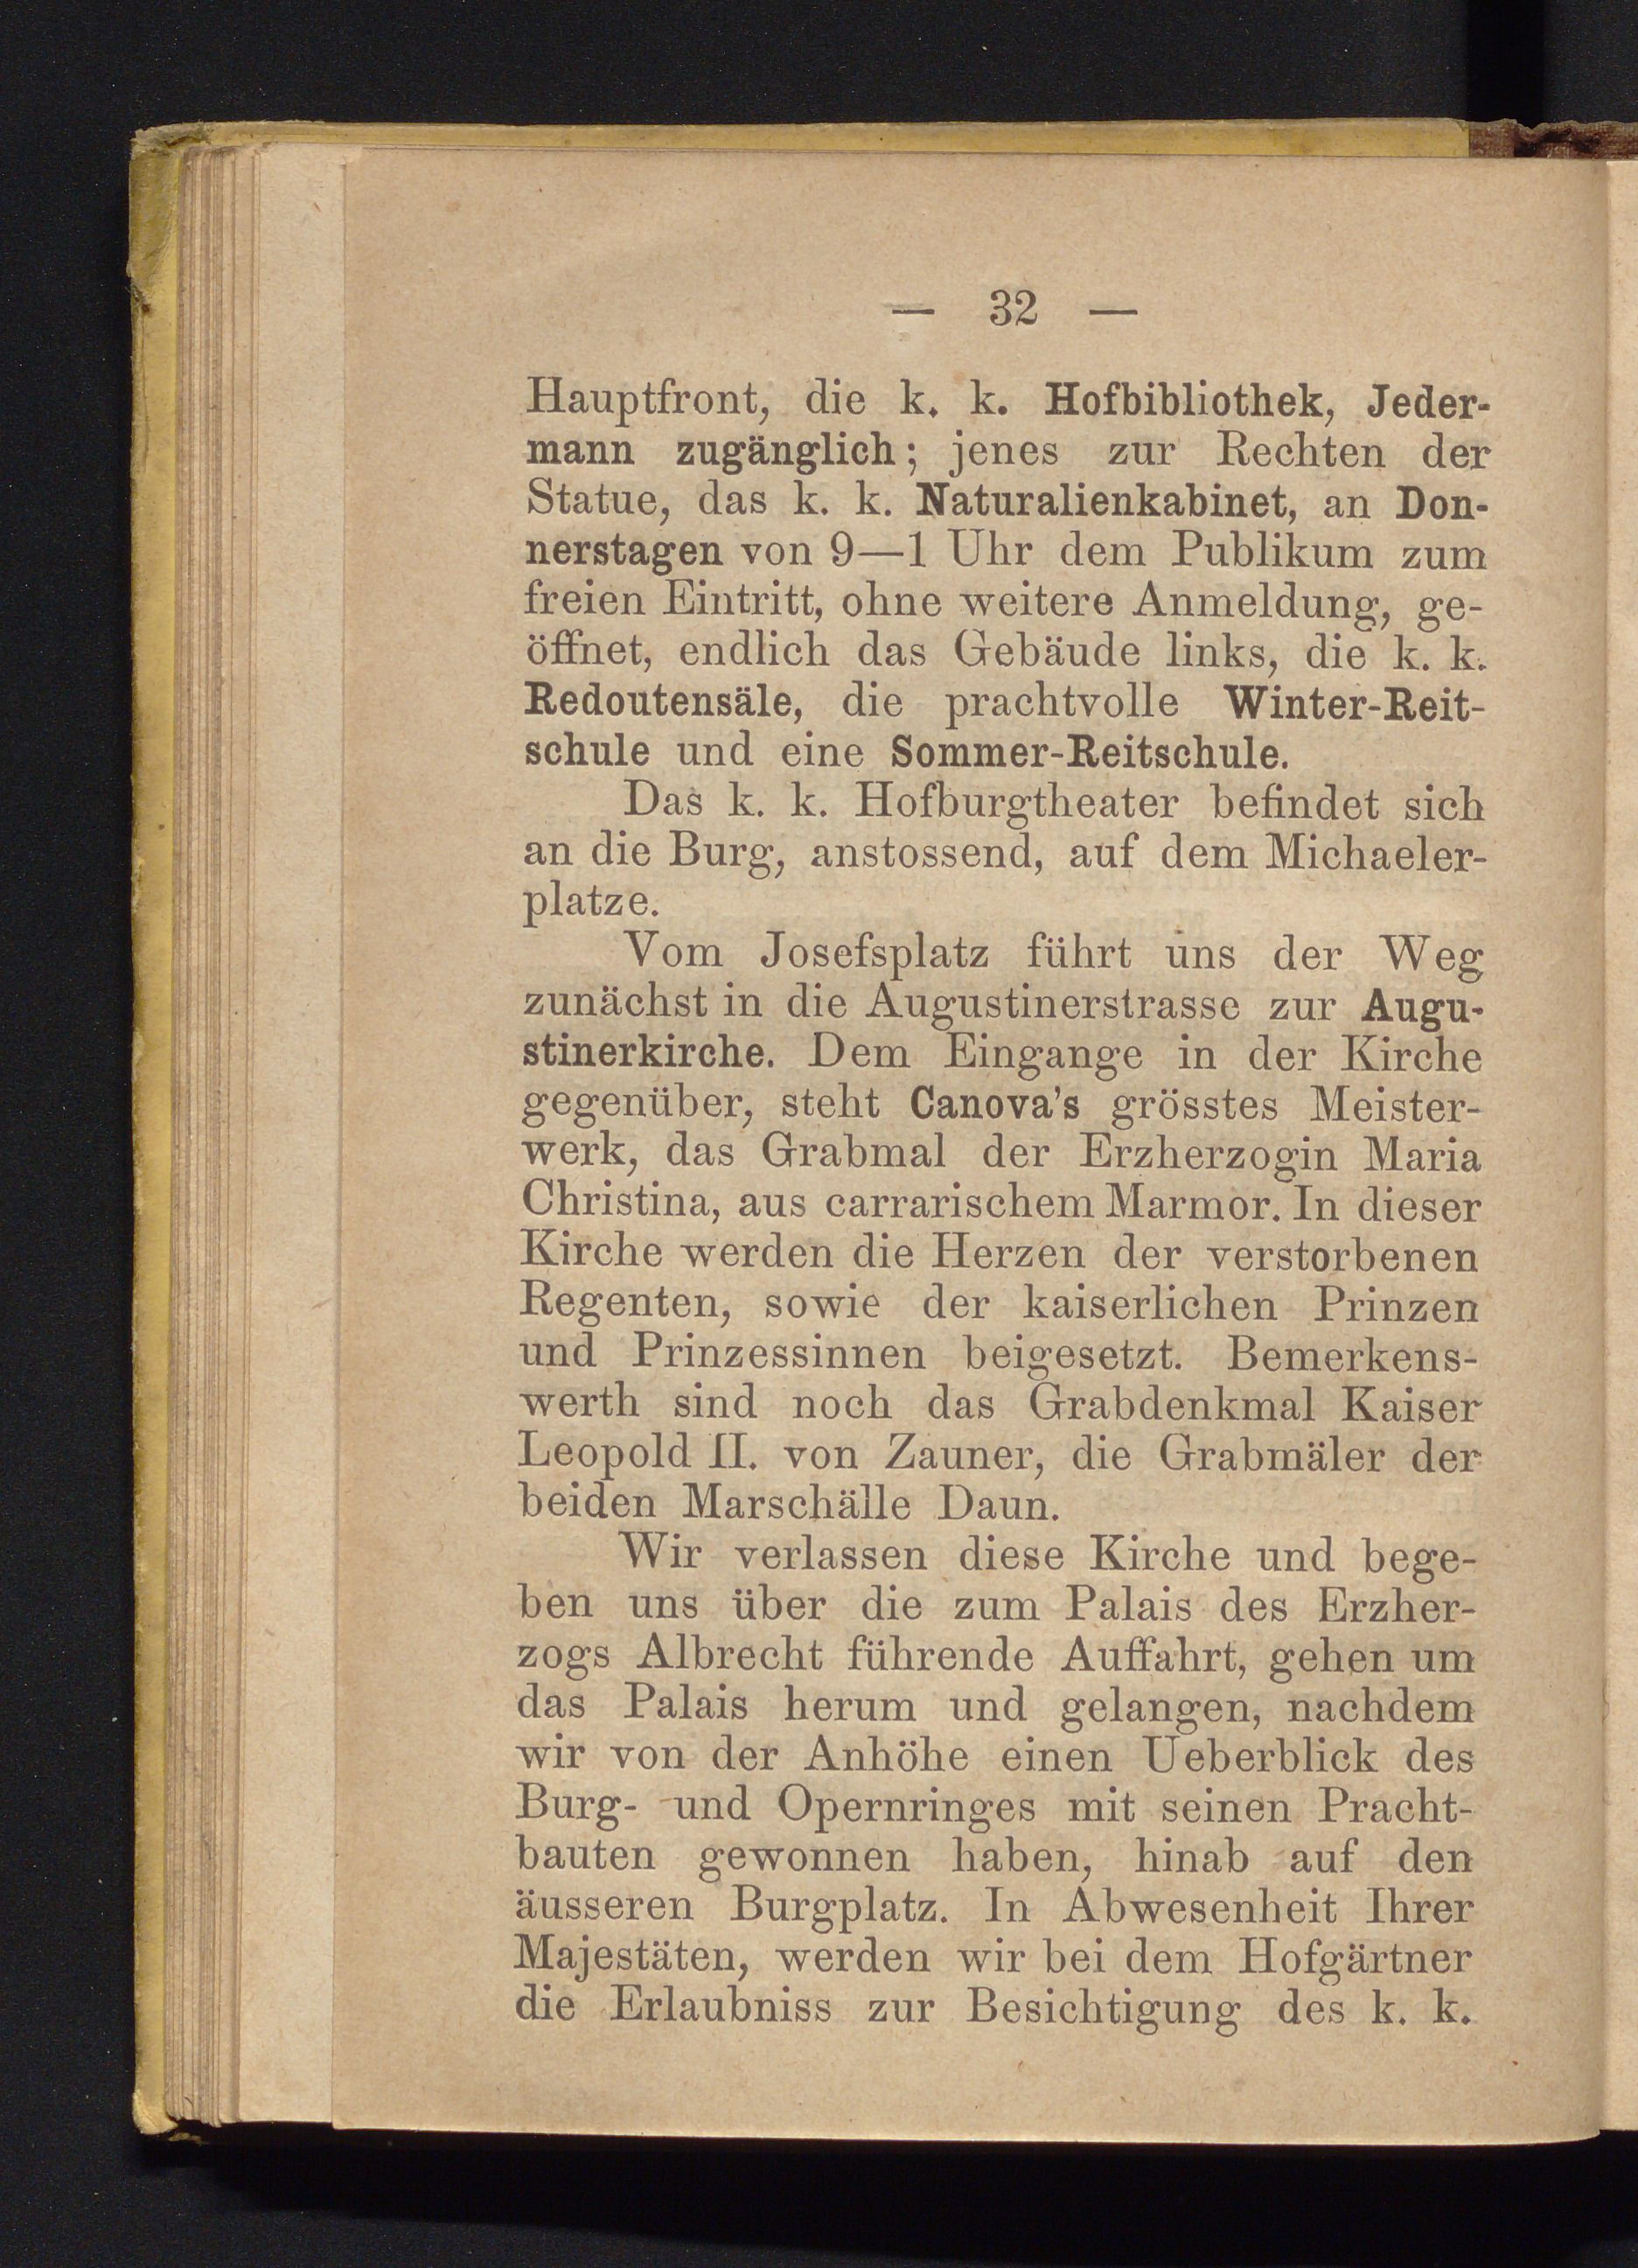 — 32 —
Hauptfront, die k. k. Hofbibliothek, Jeder-
mann zugänglich; jenes zur Rechten der
Statue, das k. k. Naturalienkabinet, an Don-
nerstagen von 9—1 Uhr dem Publikum zum
freien Eintritt, ohne weitere Anmeldung, ge-
öffnet, endlich das Gebäude links, die k. k.
Redoutensäle, die prachtvolle Winter-Reit-
schule und eine Sommer-Reitschule.
Das k. k. Hofburgtheater befindet sich
an die Burg, anstossend, auf dem Michaeler-
platze.
Vom Josefsplatz führt uns der Weg
zunächst in die Augustinerstrasse zur Augu-
stinerkirche. Dem Eingange in der Kirche
gegenüber, steht Canova's grösstes Meister-
werk, das Grabmal der Erzherzogin Maria
Christina, aus carrarischem Marmor. In dieser
Kirche werden die Herzen der verstorbenen
Regenten, sowie der kaiserlichen Prinzen
und Prinzessinnen beigesetzt. Bemerkens-
werth sind noch das Grabdenkmal Kaiser
Leopold II. von Zauner, die Grabmäler der
beiden Marschälle Daun.
Wir verlassen diese Kirche und bege-
ben uns über die zum Palais des Erzher-
zogs Albrecht führende Auffahrt, gehen um
das Palais herum und gelangen, nachdem
wir von der Anhöhe einen Ueberblick des
Burg- und Opernringes mit seinen Pracht-
bauten gewonnen haben, hinab auf den
äusseren Burgplatz. In Abwesenheit Ihrer
Majestäten, werden wir bei dem Hofgärtner
die Erlaubniss zur Besichtigung des k. k.